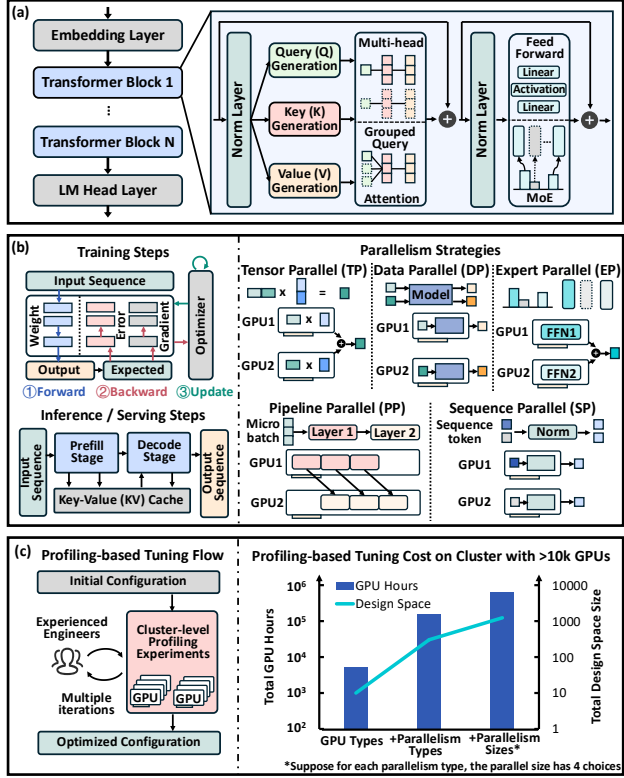 (a)
Embedding Layer
Transformer Block 1
⋮
Transformer Block N
LM Head Layer
Norm Layer
Query (Q)
Generation
Key (K)
Generation
Value (V)
Generation
Multi-head
Grouped
Query
Attention
+
Norm Layer
Feed
Forward
Linear
Activation
Linear
MoE
+
(b)
Training Steps
Input Sequence
Weight
Error
Gradient
Optimizer
Output
Expected
①Forward
②Backward
③Update
Inference / Serving Steps
Input
Sequence
Prefill
Stage
Decode
Stage
Key-Value (KV) Cache
Output
Sequence
Parallelism Strategies
Tensor Parallel (TP)
x
=
GPU1
x
GPU2
x
+
Data Parallel (DP)
Model
GPU1
GPU2
Expert Parallel (EP)
GPU1
FFN1
GPU2
FFN2
+
Pipeline Parallel (PP)
Micro
batch
Layer 1
Layer 2
GPU1
GPU2
Sequence Parallel (SP)
Sequence
token
Norm
GPU1
GPU2
(c)
Profiling-based Tuning Flow
Initial Configuration
Experienced
Engineers
Multiple
iterations
Cluster-level
Profiling
Experiments
GPU
GPU
Optimized Configuration
Profiling-based Tuning Cost on Cluster with >10k GPUs
Total GPU Hours
10⁶
10⁵
10⁴
10³
10²
GPU Hours
Design Space
10000
1000
100
10
1
Total Design Space Size
GPU Types
+Parallelism
Types
+Parallelism
Sizes*
*Suppose for each parallelism type, the parallel size has 4 choices